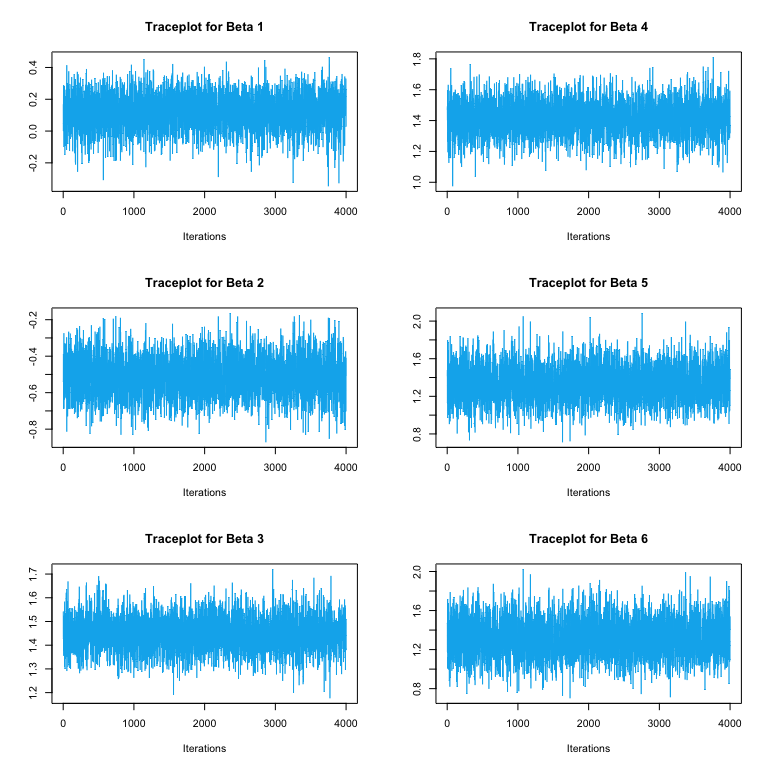 Traceplot for Beta 1
0.4
0.2
0.0
-0.2
0 1000 2000 3000 4000
Iterations
Traceplot for Beta 4
1.8
1.6
1.4
1.2
1.0
0 1000 2000 3000 4000
Iterations
Traceplot for Beta 2
-0.2
-0.4
-0.6
-0.8
0 1000 2000 3000 4000
Iterations
Traceplot for Beta 5
2.0
1.6
1.2
0.8
0 1000 2000 3000 4000
Iterations
Traceplot for Beta 3
1.7
1.6
1.5
1.4
1.3
1.2
0 1000 2000 3000 4000
Iterations
Traceplot for Beta 6
2.0
1.6
1.2
0.8
0 1000 2000 3000 4000
Iterations